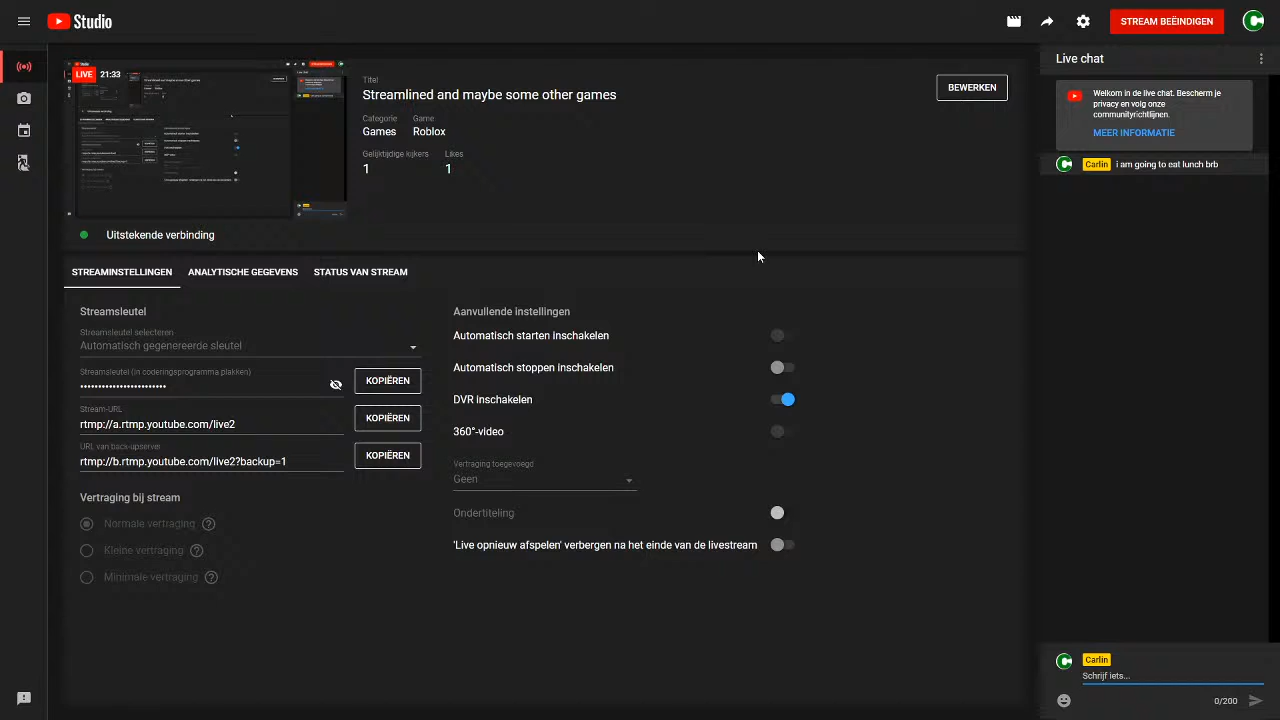 Studio
STREAM BEËINDIGEN
LIVE
21:33
Titel
Streamlined and maybe some other games
BEWERKEN
Categorie
Game
Games
Roblox
Gelijktijdige kijkers
Likes
1
1
Uitstekende verbinding
STREAMINSTELLINGEN
ANALYTISCHE GEGEVENS
STATUS VAN STREAM
Streamsleutel
Streamsleutel selecteren
Automatisch gegenereerde sleutel
Streamsleutel (in coderingsprogramma plakken)
KOPIËREN
Stream-URL
rtmp://a.rtmp.youtube.com/live2
KOPIËREN
URL van back-upserver
rtmp://b.rtmp.youtube.com/live2?backup=1
KOPIËREN
Vertraging bij stream
Normale vertraging
Kleine vertraging
Minimale vertraging
Aanvullende instellingen
Automatisch starten inschakelen
Automatisch stoppen inschakelen
DVR inschakelen
360°-video
Vertraging toegevoegd
Geen
Ondertiteling
'Live opnieuw afspelen' verbergen na het einde van de livestream
Live chat
Welkom in de live chat. Bescherm je
privacy en volg onze
communityrichtlijnen.
MEER INFORMATIE
Carlin i am going to eat lunch brb
Carlin
Schrijf iets...
0/200